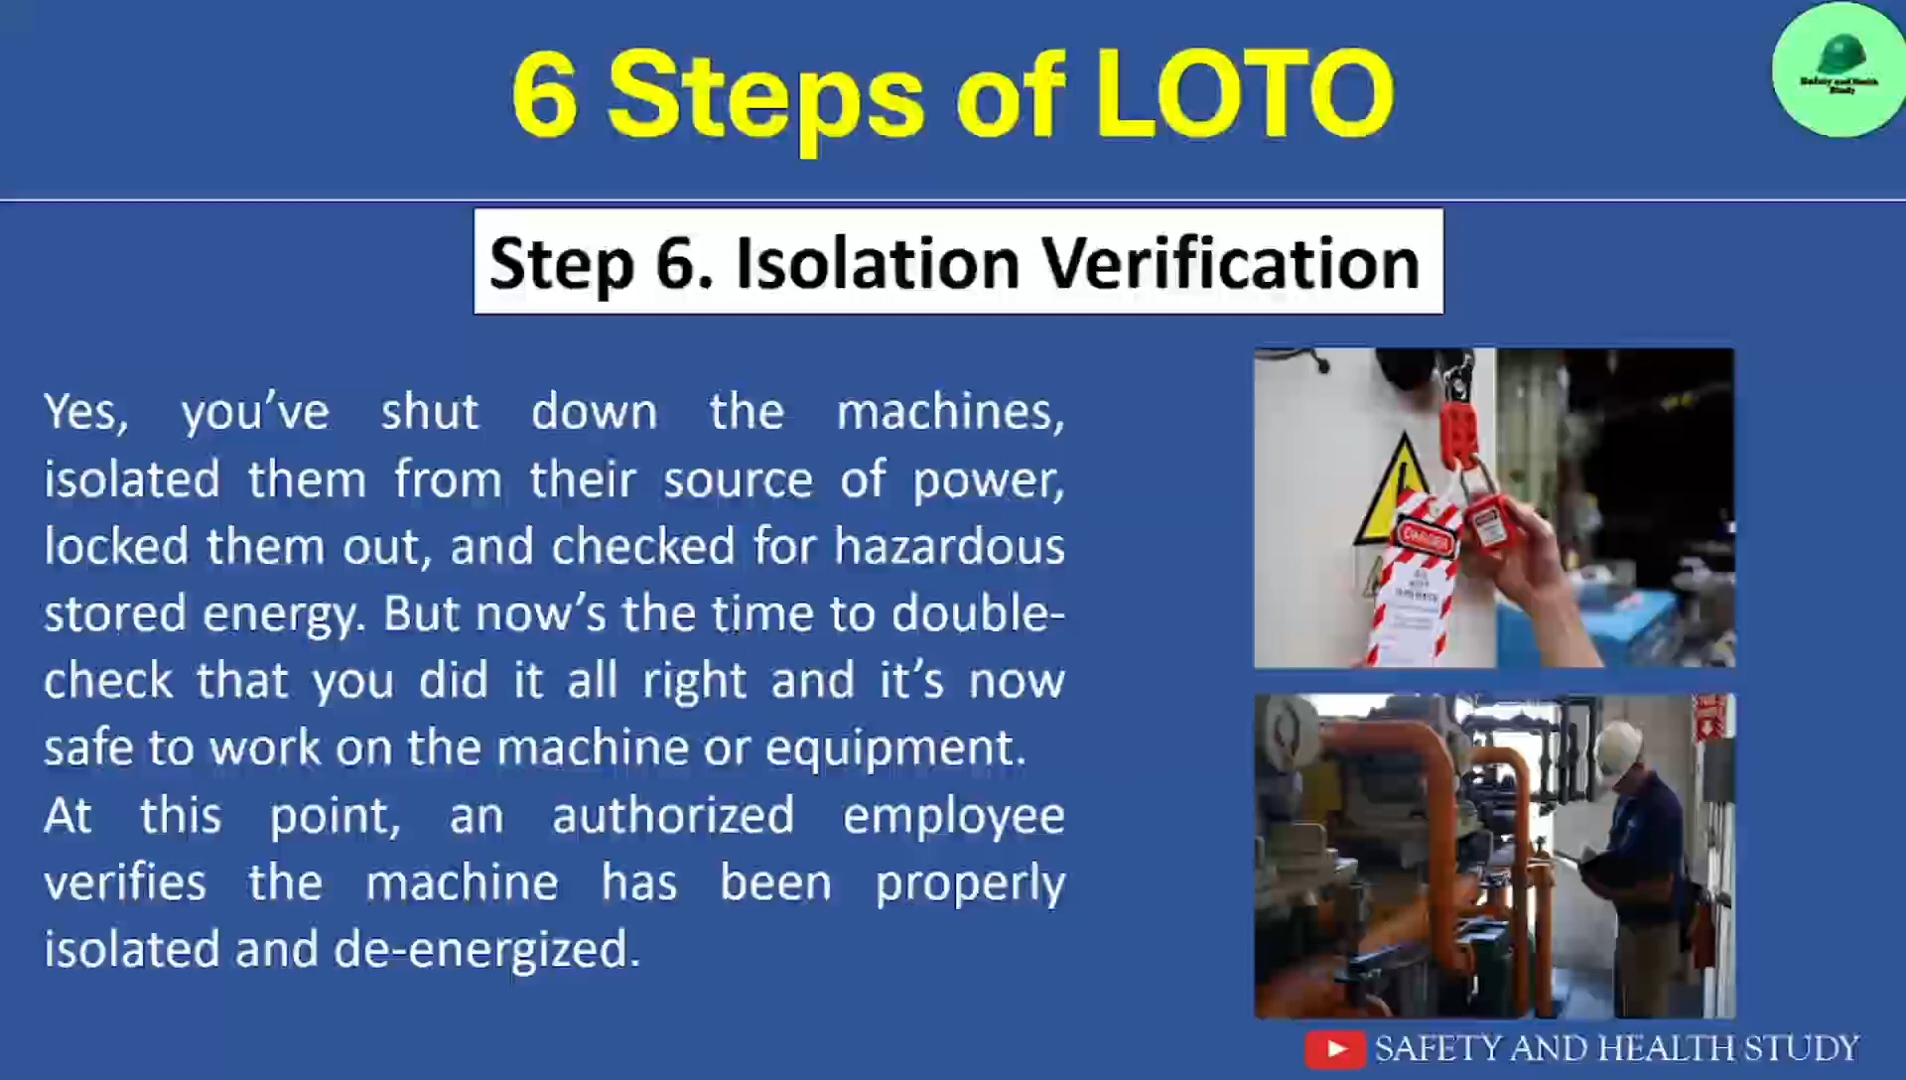 6 Steps of LOTO
Safety and Health
Study
Step 6. Isolation Verification
Yes, you’ve shut down the machines,
isolated them from their source of power,
locked them out, and checked for hazardous
stored energy. But now’s the time to double-
check that you did it all right and it’s now
safe to work on the machine or equipment.
At this point, an authorized employee
verifies the machine has been properly
isolated and de-energized.
DANGER
SAFETY AND HEALTH STUDY